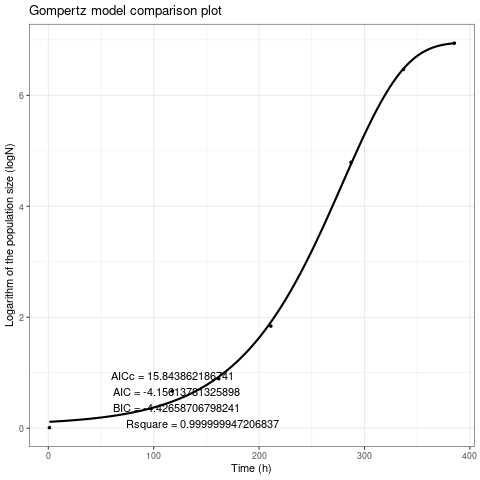 Gompertz model comparison plot
Logarithm of the population size (logN)
6
4
2
0
AICc = 15.843862186741
AIC = -4.15613781325898
BIC = -4.42658706798241
Rsquare = 0.999999947206837
0 100 200 300 400
Time (h)